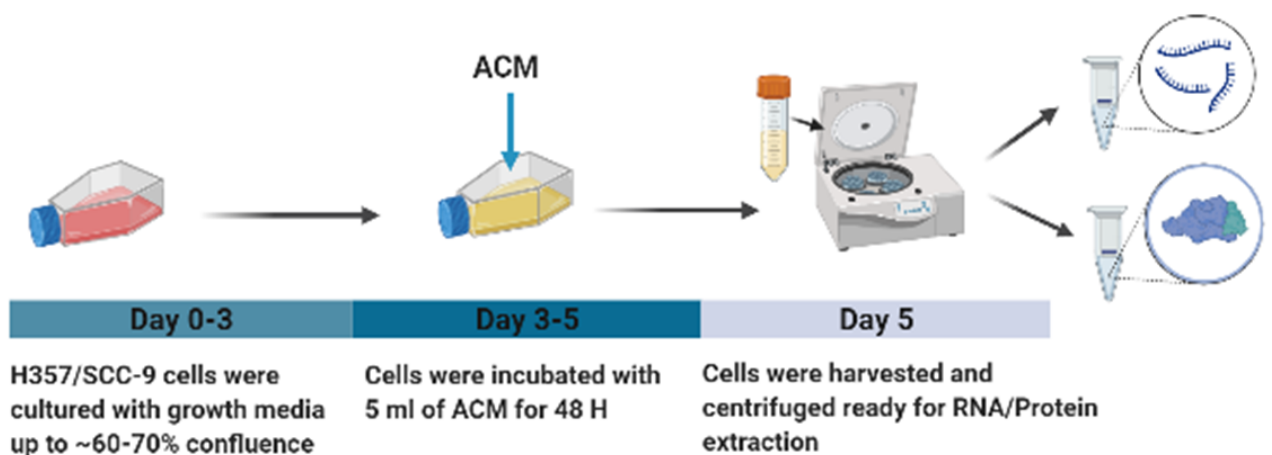 ACM
Day 0-3
Day 3-5
Day 5
H357/SCC-9 cells were
cultured with growth media
up to ~60-70% confluence
Cells were incubated with
5 ml of ACM for 48 H
Cells were harvested and
centrifuged ready for RNA/Protein
extraction